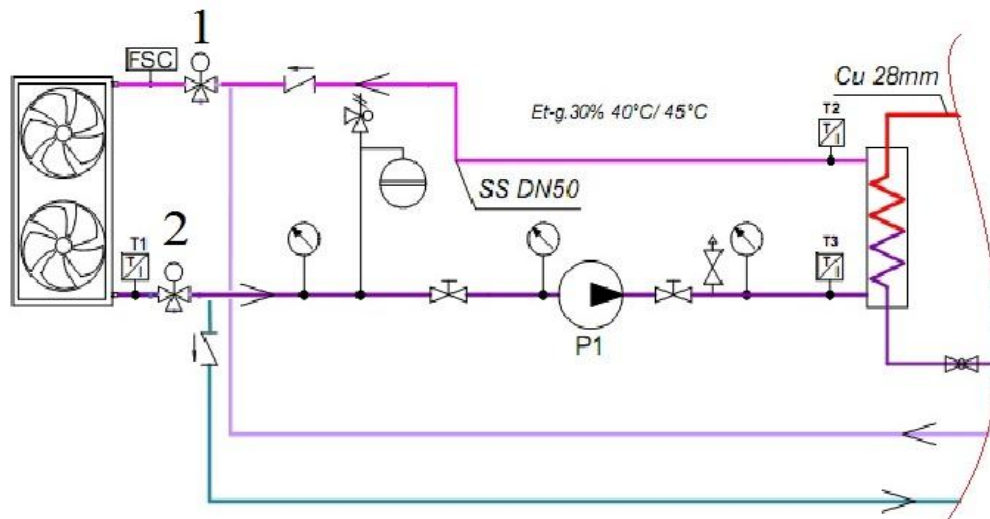 1
FSC
Cu 28mm
Et-g.30% 40°C/ 45°C
T2
T
I
SS DN50
2
T1
T
I
T3
T
I
P1